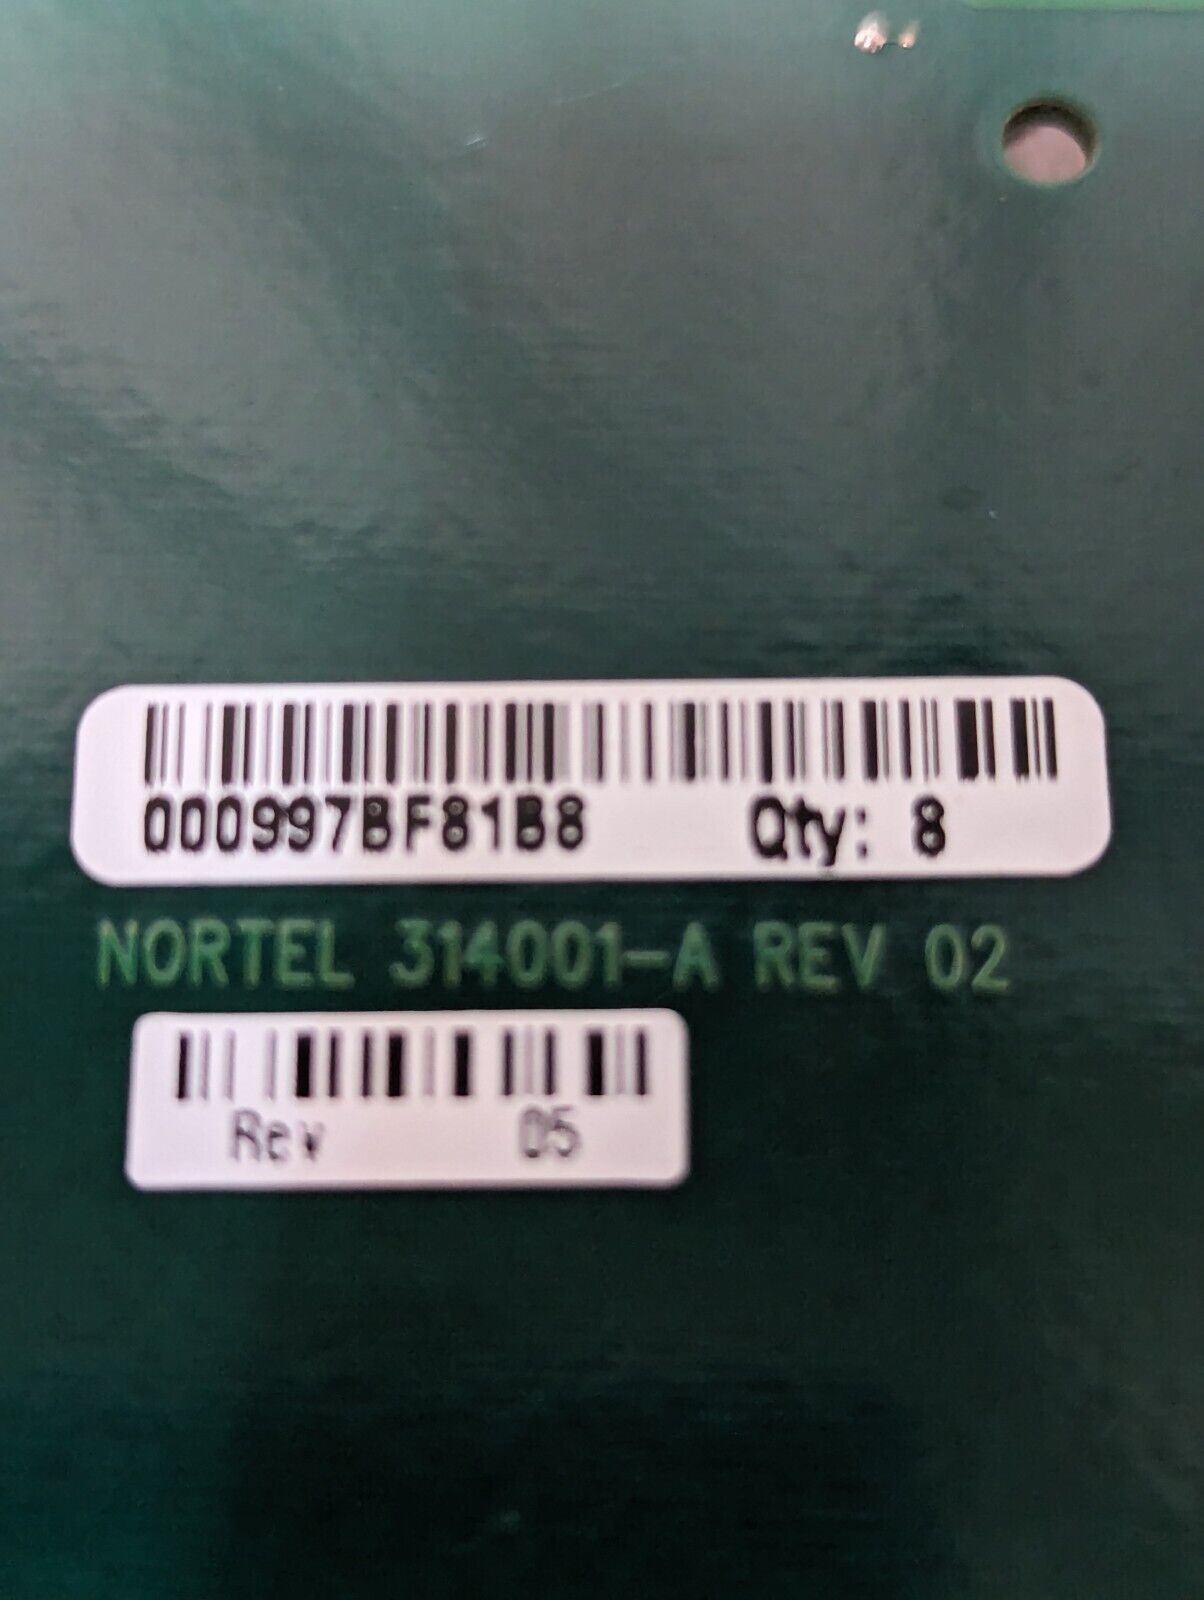 000997BF81B8 Qty: 8
NORTEL 314001-A REV 02
Rev 05